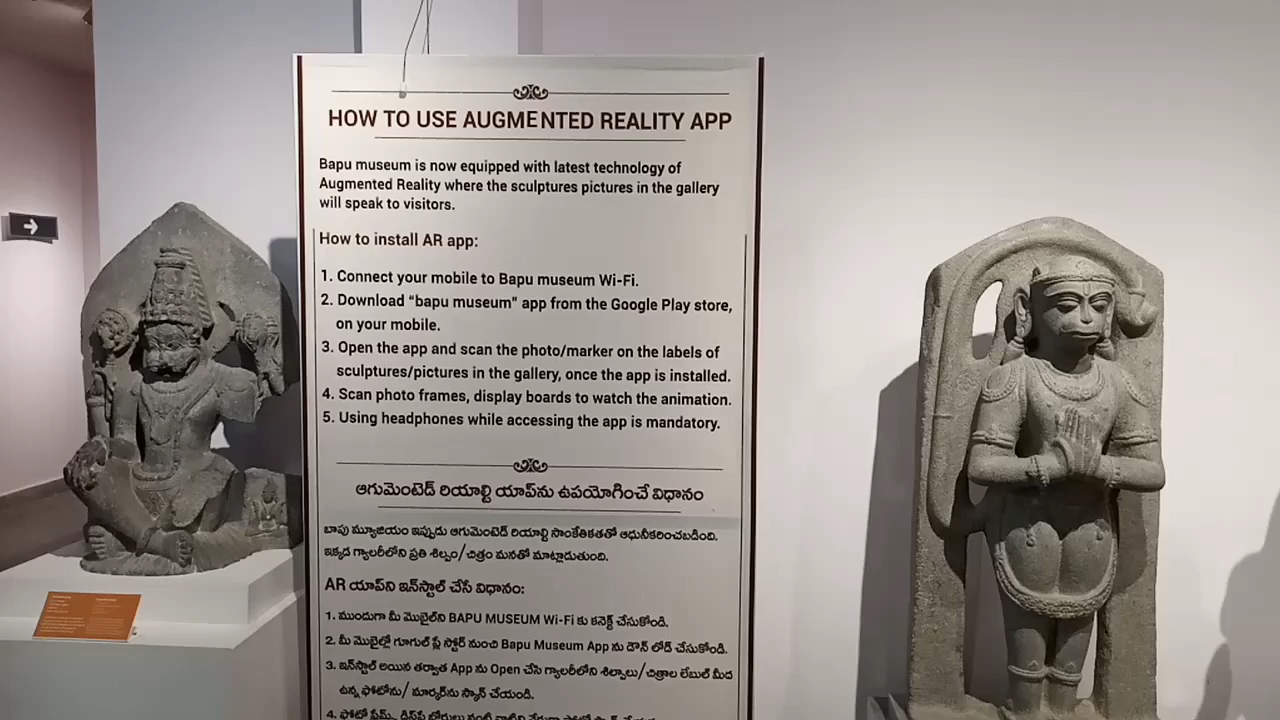 HOW TO USE AUGMENTED REALITY APP
Bapu museum is now equipped with latest technology of
Augmented Reality where the sculptures pictures in the gallery
will speak to visitors.
How to install AR app:
1. Connect your mobile to Bapu museum Wi-Fi.
2. Download “bapu museum” app from the Google Play store,
on your mobile.
3. Open the app and scan the photo/marker on the labels of
sculptures/pictures in the gallery, once the app is installed.
4. Scan photo frames, display boards to watch the animation.
5. Using headphones while accessing the app is mandatory.
ఆగుమెంటెడ్ రియాల్టి యాప్‌ను ఉపయోగించే విధానం
బాపు మ్యూజియం ఇప్పుడు ఆగుమెంటెడ్ రియాల్టి సాంకేతికతతో ఆధునీకరించబడింది.
ఇక్కడ గ్యాలరీలోని ప్రతి శిల్పం/చిత్రం మనతో మాట్లాడుతుంది.
AR యాప్‌ని ఇన్‌స్టాల్ చేసే విధానం:
1. ముందుగా మీ మొబైల్‌ని BAPU MUSEUM Wi-Fi కు కనెక్ట్ చేసుకోండి.
2. మీ మొబైల్లో గూగుల్ ప్లే స్టోర్ నుంచి Bapu Museum App ను డౌన్ లోడ్ చేసుకోండి.
3. ఇన్‌స్టాల్ అయిన తర్వాత App ను Open చేసి గ్యాలరీలోని శిల్పాలు/చిత్రాల లేబుల్ మీద
ఉన్న ఫోటోను/ మార్కర్‌ను స్కాన్ చేయండి.
4. ఫోటో